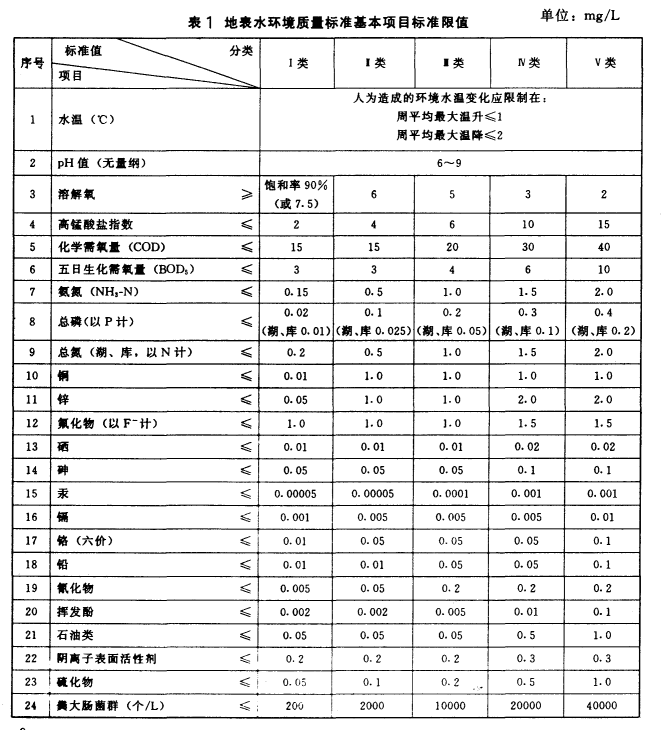 表 1 地表水环境质量标准基本项目标准限值 单位：mg/L
序号 标准值 分类 项目 Ⅰ类 Ⅱ类 Ⅲ类 Ⅳ类 Ⅴ类
1 水温（℃） 人为造成的环境水温变化应限制在：
周平均最大温升≤1
周平均最大温降≤2
2 pH 值（无量纲） 6～9
3 溶解氧 ≥ 饱和率 90%（或 7.5） 6 5 3 2
4 高锰酸盐指数 ≤ 2 4 6 10 15
5 化学需氧量（COD） ≤ 15 15 20 30 40
6 五日生化需氧量（BOD₅） ≤ 3 3 4 6 10
7 氨氮（NH₃-N） ≤ 0.15 0.5 1.0 1.5 2.0
8 总磷(以 P 计） ≤ 0.02 0.1 0.2 0.3 0.4
(湖、库 0.01) (湖、库 0.025) (湖、库 0.05) (湖、库 0.1) (湖、库 0.2)
9 总氮（湖、库，以 N 计） ≤ 0.2 0.5 1.0 1.5 2.0
10 铜 ≤ 0.01 1.0 1.0 1.0 1.0
11 锌 ≤ 0.05 1.0 1.0 2.0 2.0
12 氟化物（以 F⁻计） ≤ 1.0 1.0 1.0 1.5 1.5
13 硒 ≤ 0.01 0.01 0.01 0.02 0.02
14 砷 ≤ 0.05 0.05 0.05 0.1 0.1
15 汞 ≤ 0.00005 0.00005 0.0001 0.001 0.001
16 镉 ≤ 0.001 0.005 0.005 0.005 0.01
17 铬（六价） ≤ 0.01 0.05 0.05 0.05 0.1
18 铅 ≤ 0.01 0.01 0.05 0.05 0.1
19 氰化物 ≤ 0.005 0.05 0.2 0.2 0.2
20 挥发酚 ≤ 0.002 0.002 0.005 0.01 0.1
21 石油类 ≤ 0.05 0.05 0.05 0.5 1.0
22 阴离子表面活性剂 ≤ 0.2 0.2 0.2 0.3 0.3
23 硫化物 ≤ 0.05 0.1 0.2 0.5 1.0
24 粪大肠菌群（个/L） ≤ 200 2000 10000 20000 40000